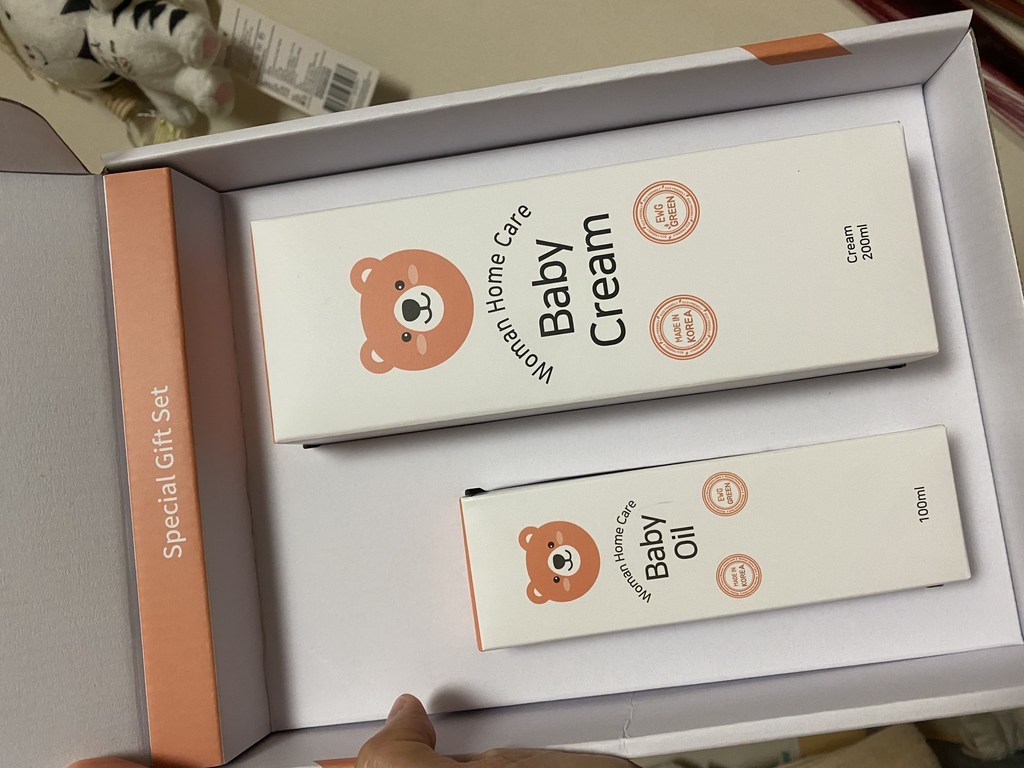 Special Gift Set
Woman Home Care
Baby
Cream
MADE IN
KOREA
EWG
GREEN
Cream
200ml
Woman Home Care
Baby
Oil
MADE IN
KOREA
EWG
GREEN
100ml